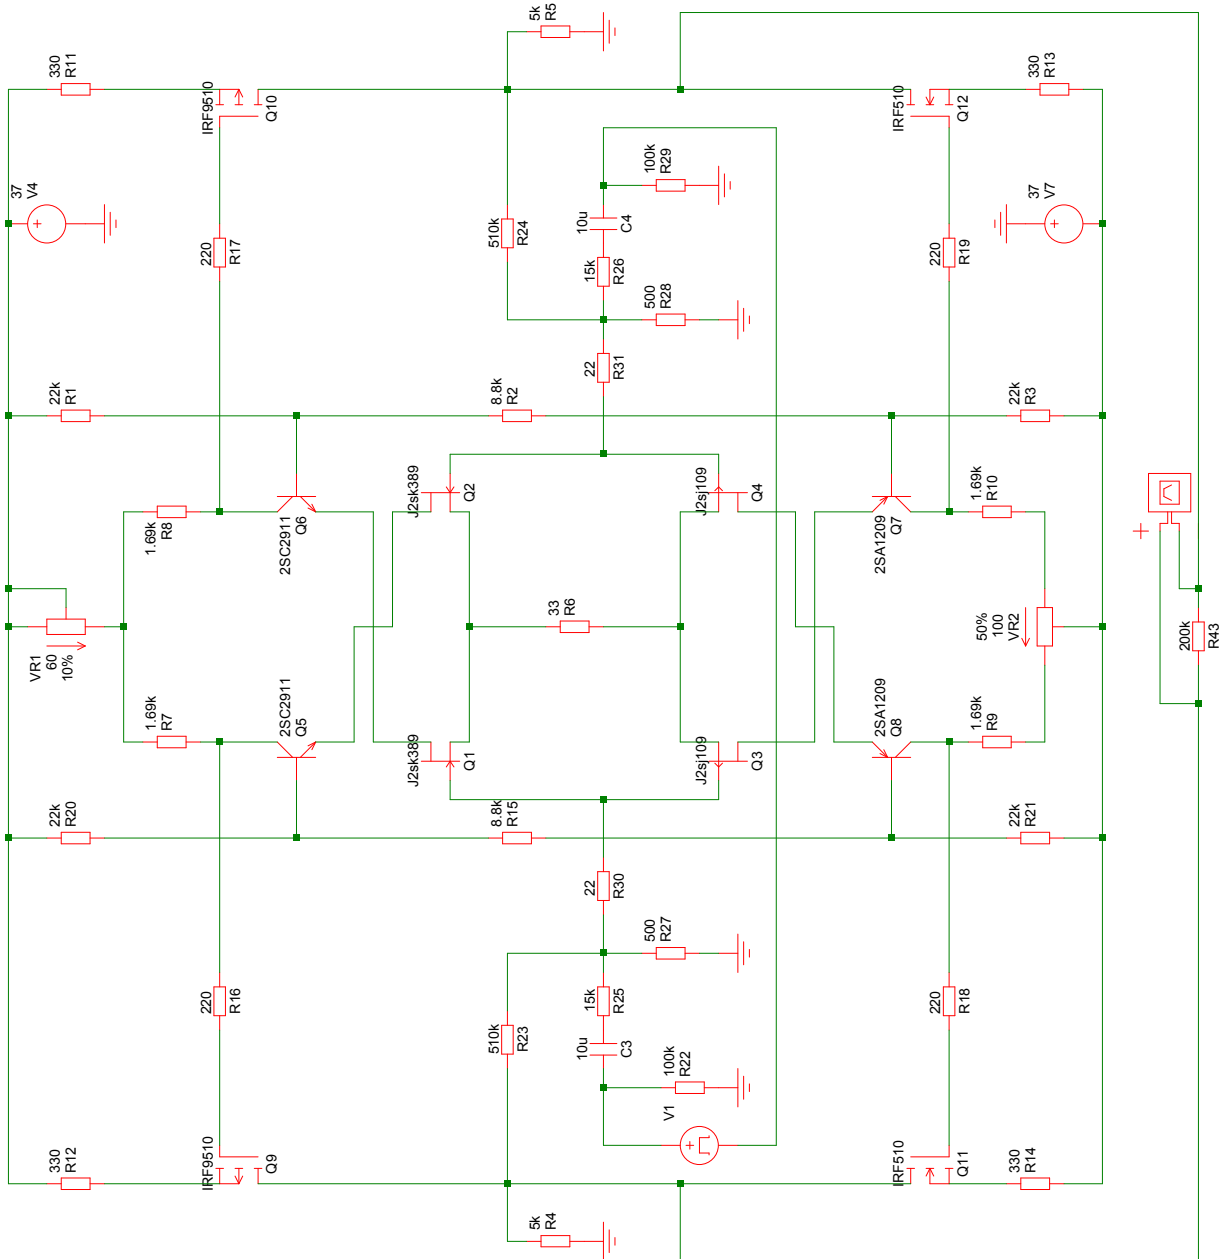 5k
R5
330
R11
IRF9510
Q10
IRF510
Q12
330
R13
37
V4
220
R17
510k
R24
10u
C4
100k
R29
15k
R26
500
R28
220
R19
37
V7
22k
R1
8.8k
R2
22
R31
22k
R3
1.69k
R8
2SC2911
Q6
J2sk389
Q2
J2sj109
Q4
2SA1209
Q7
1.69k
R10
VR1
60
10%
33
R6
50%
100
VR2
+
200k
R43
1.69k
R7
2SC2911
Q5
J2sk389
Q1
J2sj109
Q3
2SA1209
Q8
1.69k
R9
22k
R20
8.8k
R15
22k
R21
22
R30
500
R27
220
R16
510k
R23
15k
R25
10u
C3
100k
R22
V1
220
R18
330
R12
IRF9510
Q9
IRF510
Q11
330
R14
5k
R4